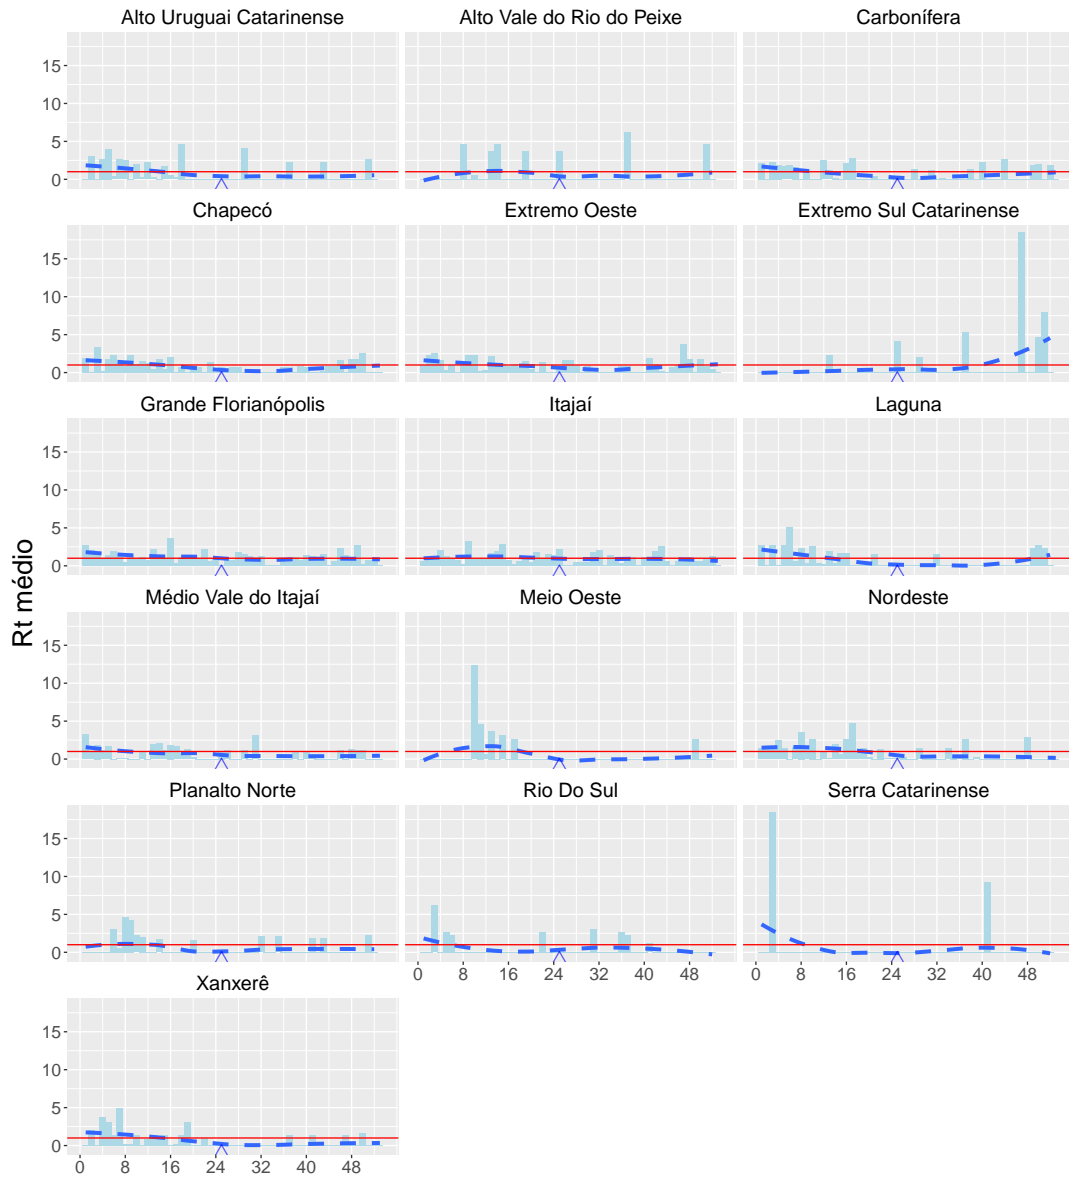 Alto Uruguai Catarinense Alto Vale do Rio do Peixe Carbonífera
15
10
5
0
Chapecó Extremo Oeste Extremo Sul Catarinense
15
10
5
0
Grande Florianópolis Itajaí Laguna
15
10
5
0
Rt médio
Médio Vale do Itajaí Meio Oeste Nordeste
15
10
5
0
Planalto Norte Rio Do Sul Serra Catarinense
15
10
5
0
0 8 16 24 32 40 48 0 8 16 24 32 40 48
Xanxerê
15
10
5
0
0 8 16 24 32 40 48